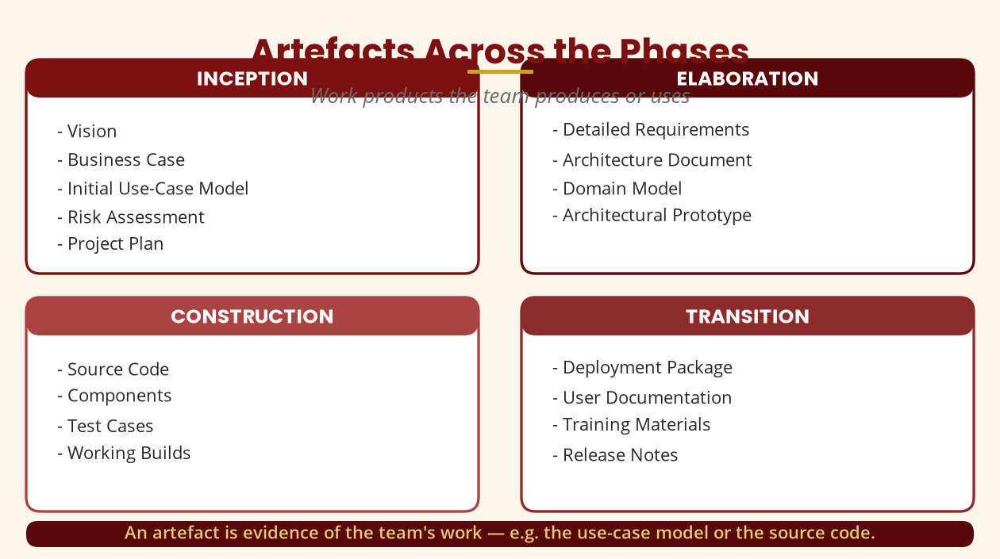 Artefacts Across the Phases
Work products the team produces or uses
INCEPTION
- Vision
- Business Case
- Initial Use-Case Model
- Risk Assessment
- Project Plan
ELABORATION
- Detailed Requirements
- Architecture Document
- Domain Model
- Architectural Prototype
CONSTRUCTION
- Source Code
- Components
- Test Cases
- Working Builds
TRANSITION
- Deployment Package
- User Documentation
- Training Materials
- Release Notes
An artefact is evidence of the team's work — e.g. the use-case model or the source code.